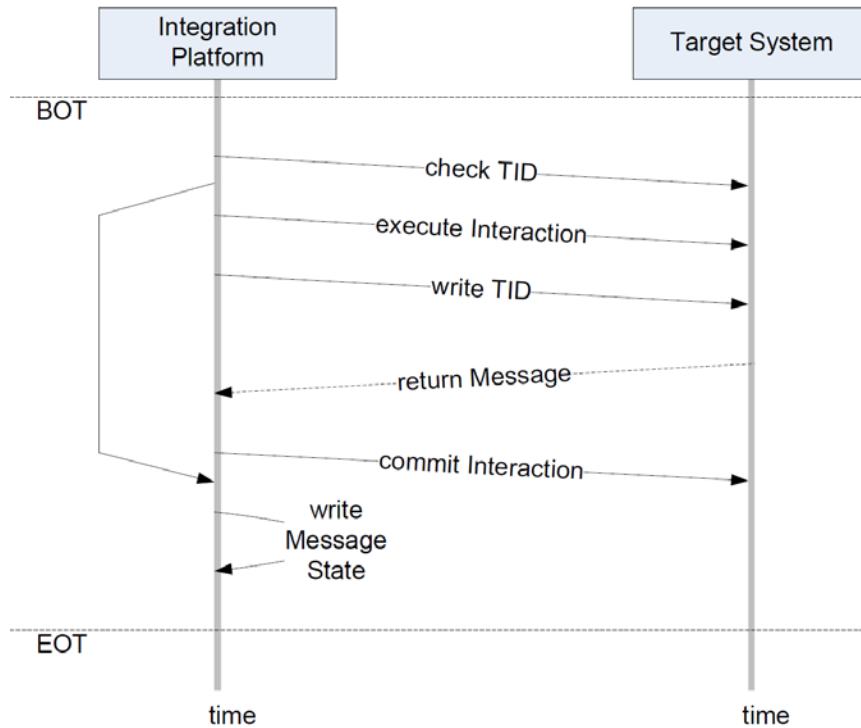 Integration
Platform
Target System
BOT
check TID
execute Interaction
write TID
return Message
commit Interaction
write
Message
State
EOT
time
time